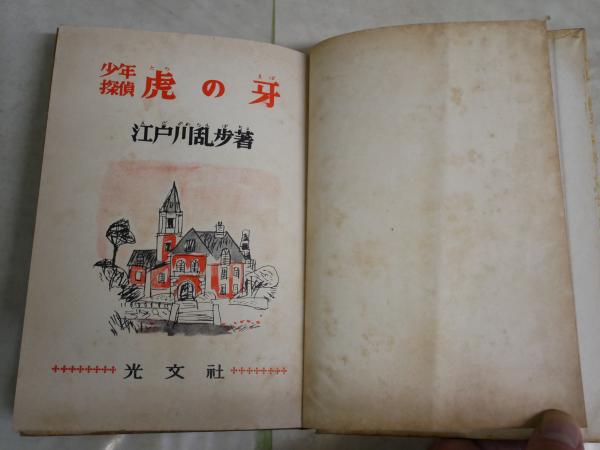 少年
探偵
虎の牙
江戸川乱歩著
光文社